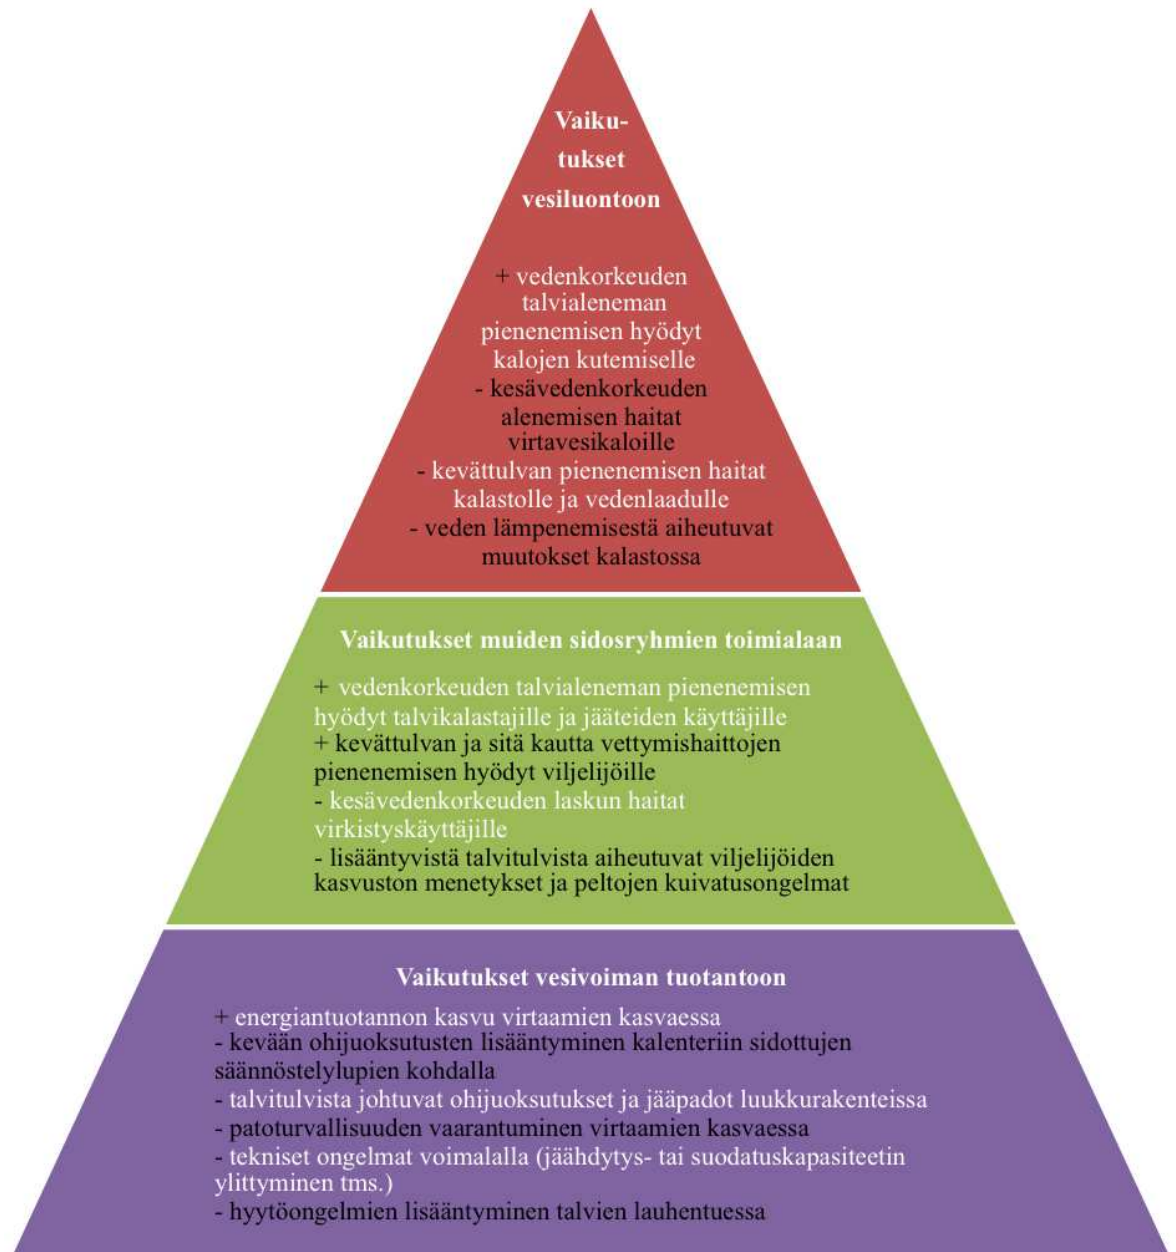 Vaiku-
tukset
vesiluontoon
+ vedenkorkeuden
talvialeneman
pienenemisen hyödyt
kalojen kutemiselle
- kesävedenkorkeuden
alenemisen haitat
virtavesikaloille
- kevättulvan pienenemisen haitat
kalastolle ja vedenlaadulle
- veden lämpenemisestä aiheutuvat
muutokset kalastossa
Vaikutukset muiden sidosryhmien toimialaan
+ vedenkorkeuden talvialeneman pienenemisen
hyödyt talvikalastajille ja jääteiden käyttäjille
+ kevättulvan ja sitä kautta vettymishaittojen
pienenemisen hyödyt viljelijöille
- kesävedenkorkeuden laskun haitat
virkistyskäyttäjille
- lisääntyvistä talvitulvista aiheutuvat viljelijöiden
kasvuston menetykset ja peltojen kuivatusongelmat
Vaikutukset vesivoiman tuotantoon
+ energiantuotannon kasvu virtaamien kasvaessa
- kevään ohijuoksutusten lisääntyminen kalenteriin sidottujen
säännöstelylupien kohdalla
- talvitulvista johtuvat ohijuoksutukset ja jääpadot luukkurakenteissa
- patoturvallisuuden vaarantuminen virtaamien kasvaessa
- tekniset ongelmat voimalalla (jäähdytys- tai suodatuskapasiteetin
ylittyminen tms.)
- hyytöongelmien lisääntyminen talvien lauhentuessa